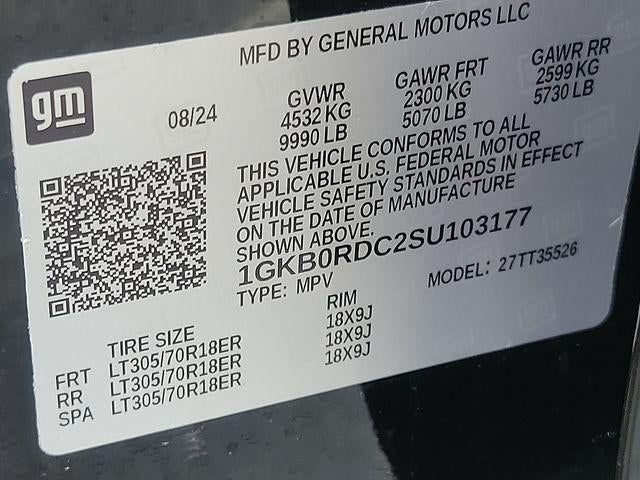 MFD BY GENERAL MOTORS LLC
gm
08/24
GVWR
4532 KG
9990 LB
GAWR FRT
2300 KG
5070 LB
GAWR RR
2599 KG
5730 LB
THIS VEHICLE CONFORMS TO ALL
APPLICABLE U.S. FEDERAL MOTOR
VEHICLE SAFETY STANDARDS IN EFFECT
ON THE DATE OF MANUFACTURE
SHOWN ABOVE.
1GKB0RDC2SU103177
TYPE: MPV
MODEL: 27TT35526
TIRE SIZE
RIM
FRT LT305/70R18ER 18X9J
RR LT305/70R18ER 18X9J
SPA LT305/70R18ER 18X9J